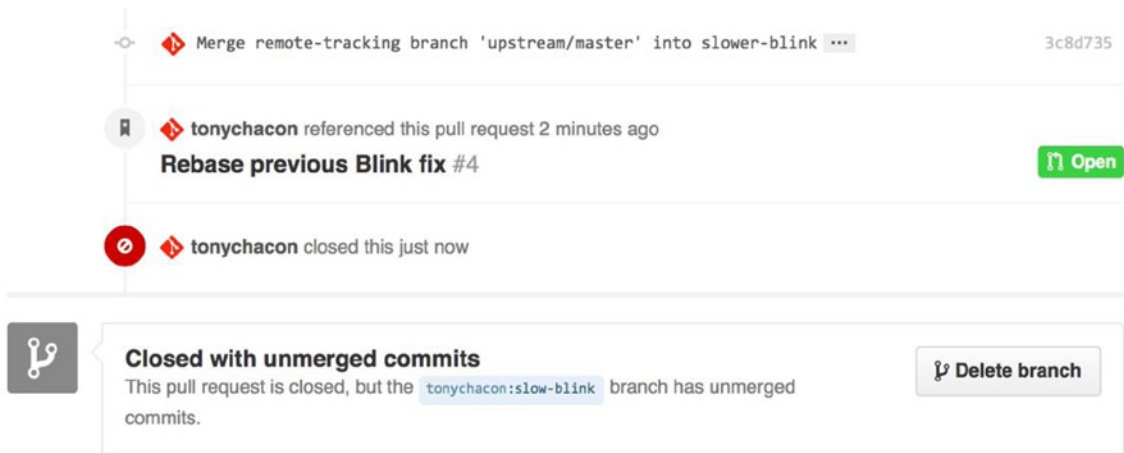 Merge remote-tracking branch 'upstream/master' into slower-blink ...
3c8d735
tonychacon referenced this pull request 2 minutes ago
Rebase previous Blink fix #4
Open
tonychacon closed this just now
Closed with unmerged commits
Delete branch
This pull request is closed, but the tonychacon:slow-blink branch has unmerged
commits.